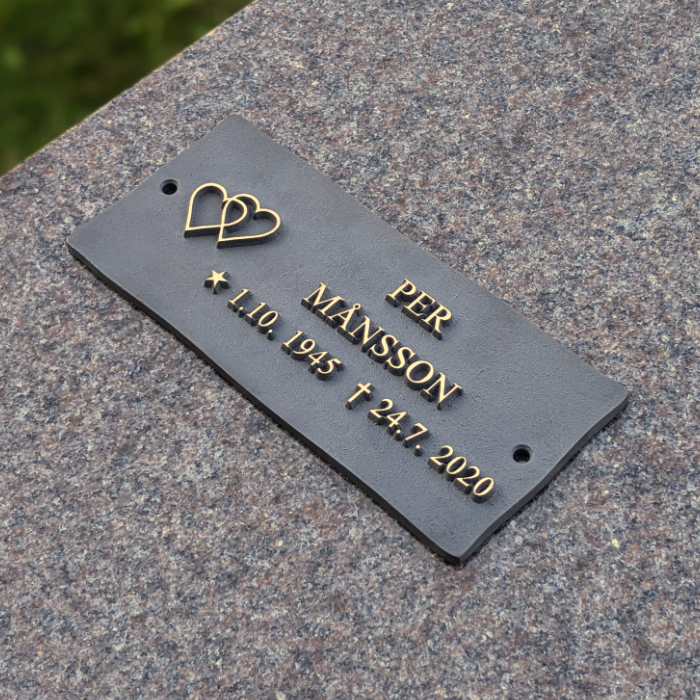 PER
MÅNSSON
★ 1.10. 1945 † 24.7. 2020